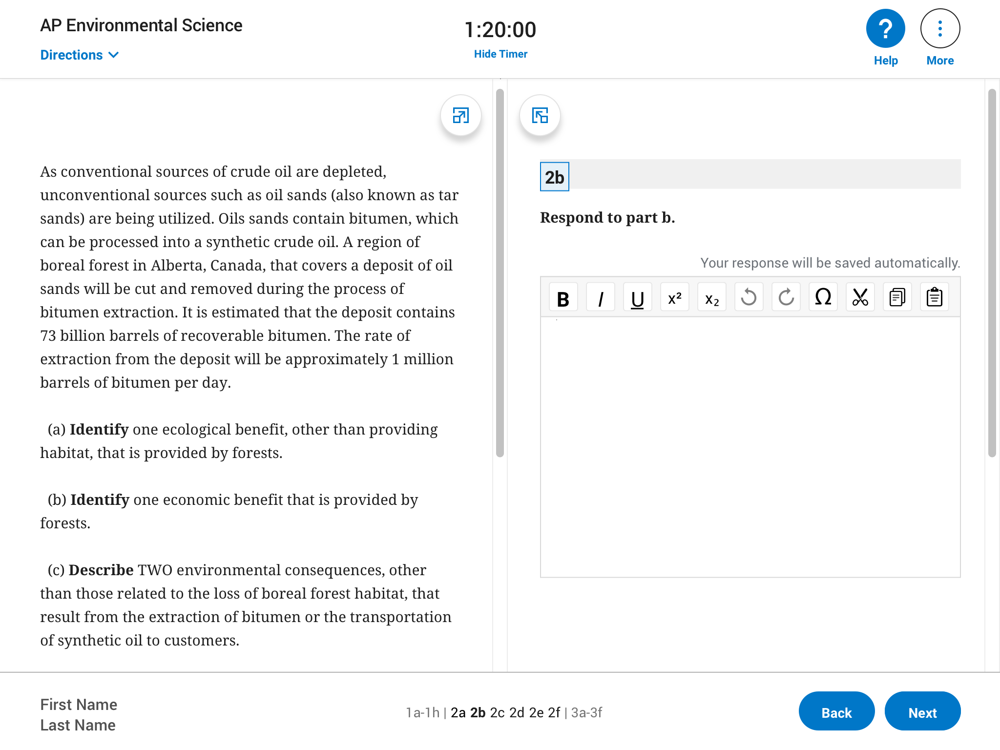 AP Environmental Science
Directions
1:20:00
Hide Timer
?
Help
More
As conventional sources of crude oil are depleted,
unconventional sources such as oil sands (also known as tar
sands) are being utilized. Oils sands contain bitumen, which
can be processed into a synthetic crude oil. A region of
boreal forest in Alberta, Canada, that covers a deposit of oil
sands will be cut and removed during the process of
bitumen extraction. It is estimated that the deposit contains
73 billion barrels of recoverable bitumen. The rate of
extraction from the deposit will be approximately 1 million
barrels of bitumen per day.
(a) Identify one ecological benefit, other than providing
habitat, that is provided by forests.
(b) Identify one economic benefit that is provided by
forests.
(c) Describe TWO environmental consequences, other
than those related to the loss of boreal forest habitat, that
result from the extraction of bitumen or the transportation
of synthetic oil to customers.
2b
Respond to part b.
Your response will be saved automatically.
B I U x² x₂ Ω
First Name
Last Name
1a-1h | 2a 2b 2c 2d 2e 2f | 3a-3f
Back
Next